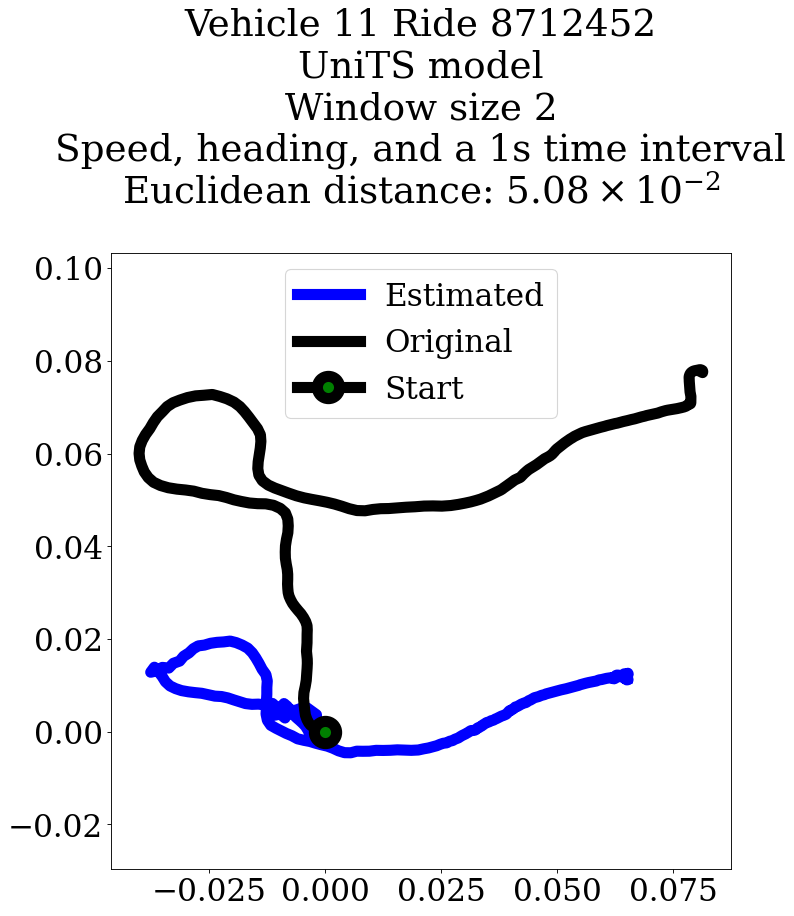 Vehicle 11 Ride 8712452
UniTS model
Window size 2
Speed, heading, and a 1s time interval
Euclidean distance: 5.08 × 10⁻²
0.10
0.08
0.06
0.04
0.02
0.00
−0.02
Estimated
Original
Start
−0.025 0.000 0.025 0.050 0.075